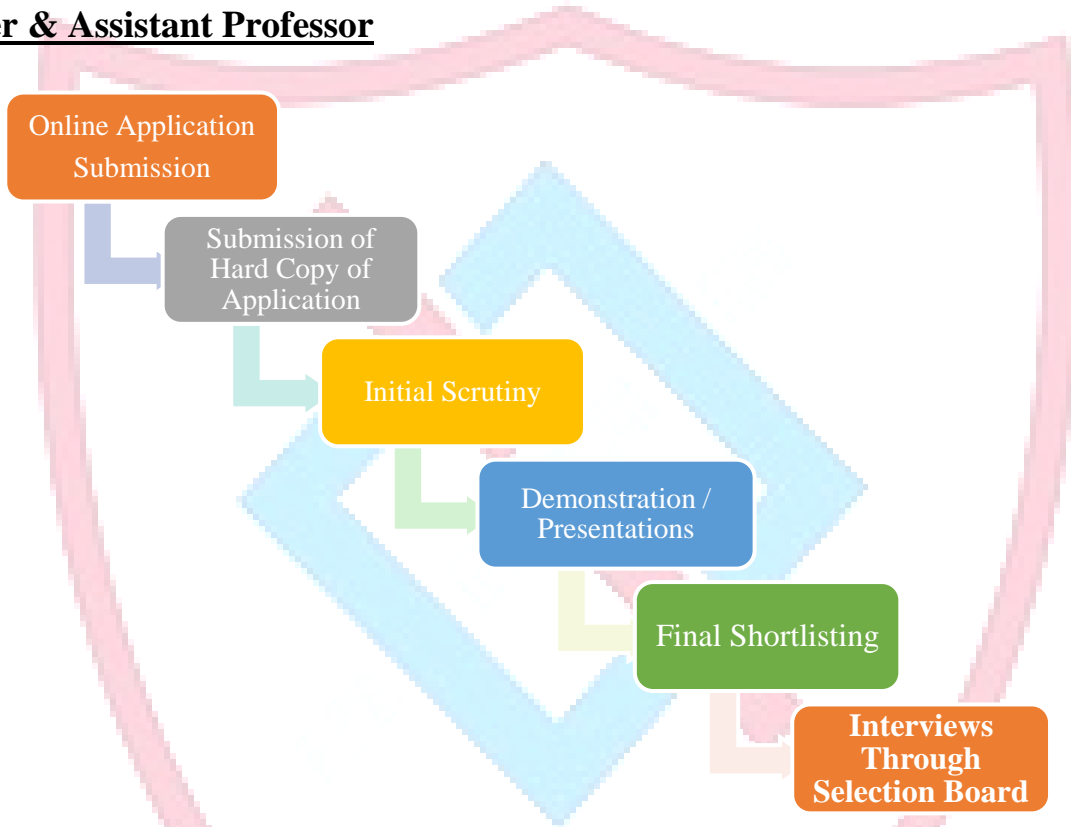 & Assistant Professor
Online Application
Submission
Submission of
Hard Copy of
Application
Initial Scrutiny
Demonstration /
Presentations
Final Shortlisting
Interviews
Through
Selection Board